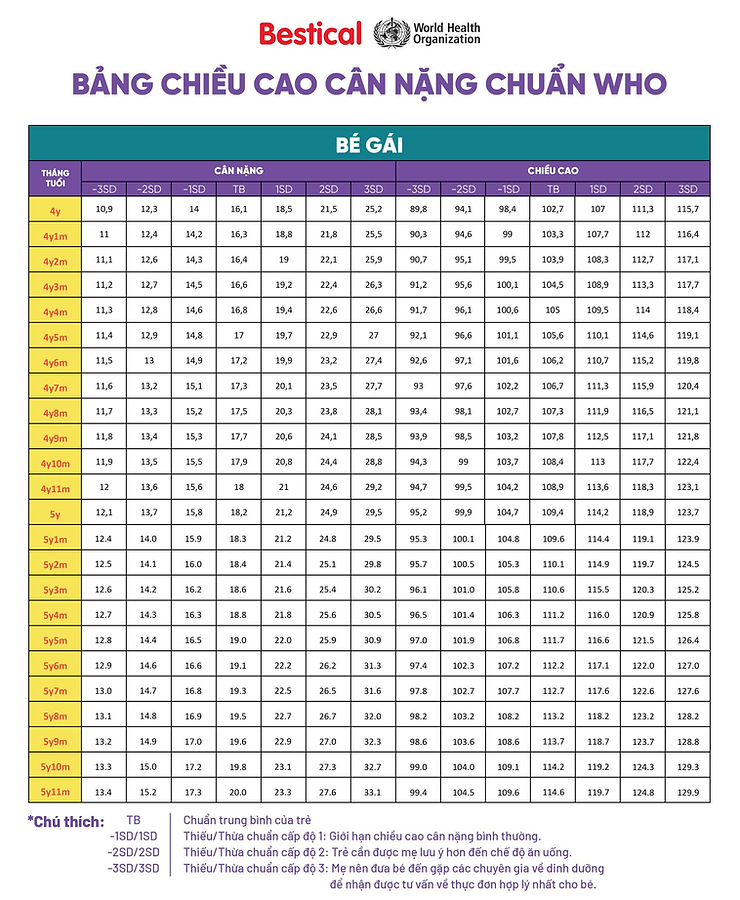 Bestical World Health Organization
BẢNG CHIỀU CAO CÂN NẶNG CHUẨN WHO
BÉ GÁI
THÁNG TUỔI CÂN NẶNG CHIỀU CAO
-3SD -2SD -1SD TB 1SD 2SD 3SD -3SD -2SD -1SD TB 1SD 2SD 3SD
4y 10,9 12,3 14 16,1 18,5 21,5 25,2 89,8 94,1 98,4 102,7 107 111,3 115,7
4y1m 11 12,4 14,2 16,3 18,8 21,8 25,5 90,3 94,6 99 103,3 107,7 112 116,4
4y2m 11,1 12,6 14,3 16,4 19 22,1 25,9 90,7 95,1 99,5 103,9 108,3 112,7 117,1
4y3m 11,2 12,7 14,5 16,6 19,2 22,4 26,3 91,2 95,6 100,1 104,5 108,9 113,3 117,7
4y4m 11,3 12,8 14,6 16,8 19,4 22,6 26,6 91,7 96,1 100,6 105 109,5 114 118,4
4y5m 11,4 12,9 14,8 17 19,7 22,9 27 92,1 96,6 101,1 105,6 110,1 114,6 119,1
4y6m 11,5 13 14,9 17,2 19,9 23,2 27,4 92,6 97,1 101,6 106,2 110,7 115,2 119,8
4y7m 11,6 13,2 15,1 17,3 20,1 23,5 27,7 93 97,6 102,2 106,7 111,3 115,9 120,4
4y8m 11,7 13,3 15,2 17,5 20,3 23,8 28,1 93,4 98,1 102,7 107,3 111,9 116,5 121,1
4y9m 11,8 13,4 15,3 17,7 20,6 24,1 28,5 93,9 98,5 103,2 107,8 112,5 117,1 121,8
4y10m 11,9 13,5 15,5 17,9 20,8 24,4 28,8 94,3 99 103,7 108,4 113 117,7 122,4
4y11m 12 13,6 15,6 18 21 24,6 29,2 94,7 99,5 104,2 108,9 113,6 118,3 123,1
5y 12,1 13,7 15,8 18,2 21,2 24,9 29,5 95,2 99,9 104,7 109,4 114,2 118,9 123,7
5y1m 12.4 14.0 15.9 18.3 21.2 24.8 29.5 95.3 100.1 104.8 109.6 114.4 119.1 123.9
5y2m 12.5 14.1 16.0 18.4 21.4 25.1 29.8 95.7 100.5 105.3 110.1 114.9 119.7 124.5
5y3m 12.6 14.2 16.2 18.6 21.6 25.4 30.2 96.1 101.0 105.8 110.6 115.5 120.3 125.2
5y4m 12.7 14.3 16.3 18.8 21.8 25.6 30.5 96.5 101.4 106.3 111.2 116.0 120.9 125.8
5y5m 12.8 14.4 16.5 19.0 22.0 25.9 30.9 97.0 101.9 106.8 111.7 116.6 121.5 126.4
5y6m 12.9 14.6 16.6 19.1 22.2 26.2 31.3 97.4 102.3 107.2 112.2 117.1 122.0 127.0
5y7m 13.0 14.7 16.8 19.3 22.5 26.5 31.6 97.8 102.7 107.7 112.7 117.6 122.6 127.6
5y8m 13.1 14.8 16.9 19.5 22.7 26.7 32.0 98.2 103.2 108.2 113.2 118.2 123.2 128.2
5y9m 13.2 14.9 17.0 19.6 22.9 27.0 32.3 98.6 103.6 108.6 113.7 118.7 123.7 128.8
5y10m 13.3 15.0 17.2 19.8 23.1 27.3 32.7 99.0 104.0 109.1 114.2 119.2 124.3 129.3
5y11m 13.4 15.2 17.3 20.0 23.3 27.6 33.1 99.4 104.5 109.6 114.6 119.7 124.8 129.9
*Chú thích: TB Chuẩn trung bình của trẻ
-1SD/1SD Thiếu/Thừa chuẩn cấp độ 1: Giới hạn chiều cao cân nặng bình thường.
-2SD/2SD Thiếu/Thừa chuẩn cấp độ 2: Trẻ cần được mẹ lưu ý hơn đến chế độ ăn uống.
-3SD/3SD Thiếu/Thừa chuẩn cấp độ 3: Mẹ nên đưa bé đến gặp các chuyên gia về dinh dưỡng
để nhận được tư vấn về thực đơn hợp lý nhất cho bé.